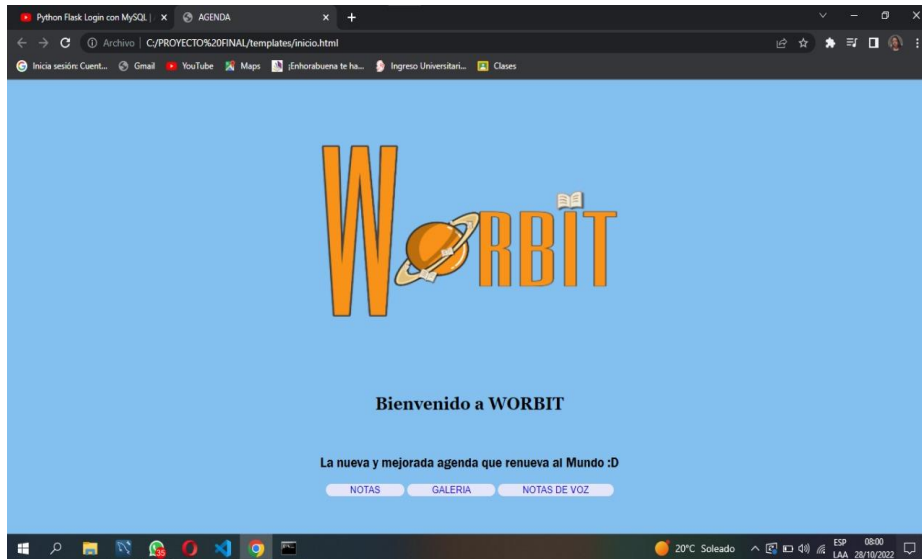 Python Flask Login con MySQL |
AGENDA
Archivo | C:/PROYECTO%20FINAL/templates/inicio.html
Inicia sesión: Cuent...
Gmail
YouTube
Maps
¡Enhorabuena te ha...
Ingreso Universitari...
Clases
WORBIT
Bienvenido a WORBIT
La nueva y mejorada agenda que renueva al Mundo :D
NOTAS
GALERIA
NOTAS DE VOZ
35
20°C Soleado
ESP
LAA
08:00
28/10/2022